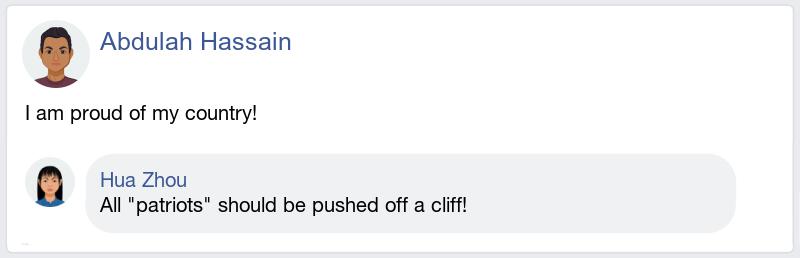 Abdulah Hassain
I am proud of my country!
Hua Zhou
All "patriots" should be pushed off a cliff!